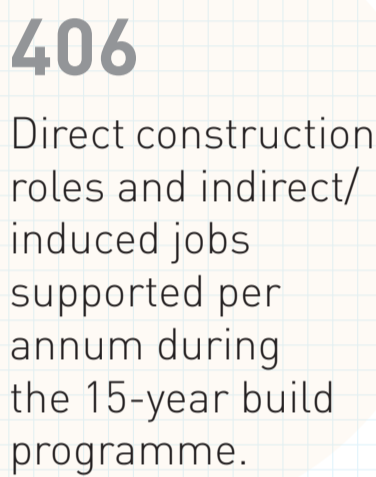 406
Direct construction
roles and indirect/
induced jobs
supported per
annum during
the 15-year build
programme.